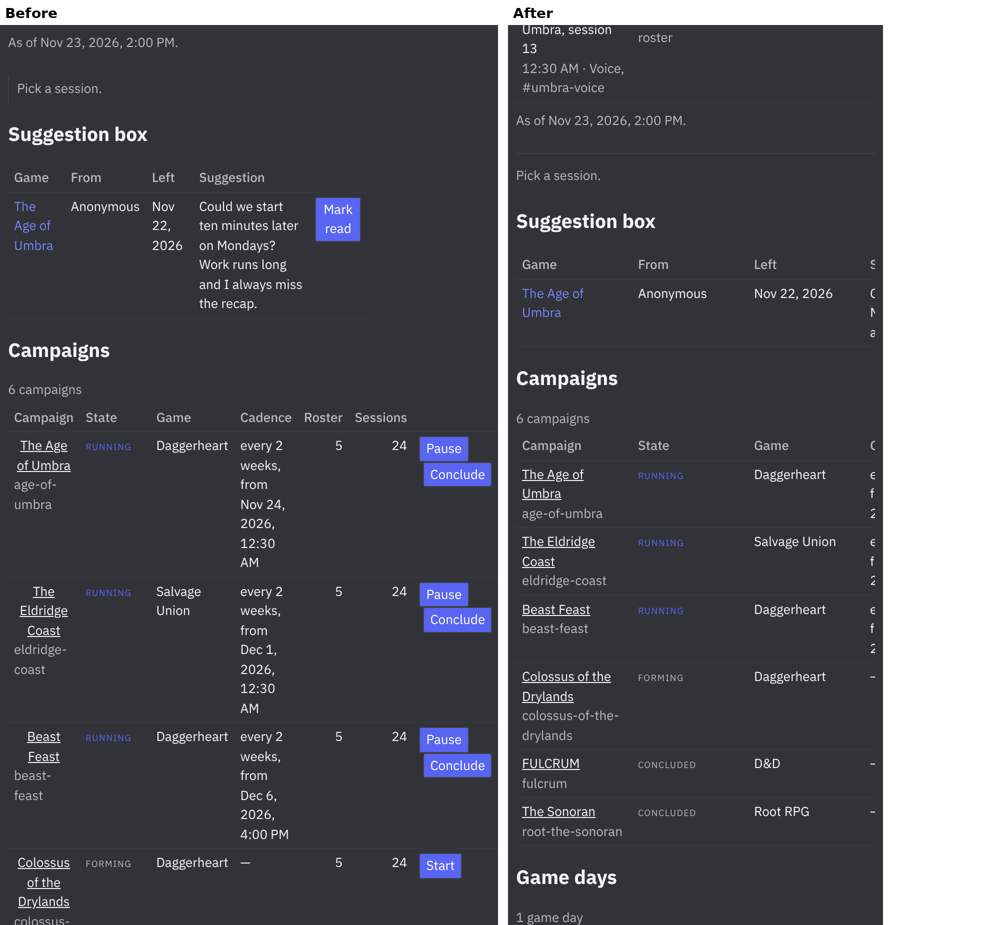 Before
As of Nov 23, 2026, 2:00 PM.
Pick a session.
Suggestion box
Game From Left Suggestion
The Age of Umbra
Anonymous
Nov 22, 2026
Could we start ten minutes later on Mondays? Work runs long and I always miss the recap.
Mark read
Campaigns
6 campaigns
Campaign State Game Cadence Roster Sessions
The Age of Umbra
age-of-umbra
RUNNING
Daggerheart
every 2 weeks, from Nov 24, 2026, 12:30 AM
5
24
Pause
Conclude
The Eldridge Coast
eldridge-coast
RUNNING
Salvage Union
every 2 weeks, from Dec 1, 2026, 12:30 AM
5
24
Pause
Conclude
Beast Feast
beast-feast
RUNNING
Daggerheart
every 2 weeks, from Dec 6, 2026, 4:00 PM
5
24
Pause
Conclude
Colossus of the Drylands
colossus-
FORMING
Daggerheart
—
5
24
Start
After
Umbra, session 13
12:30 AM · Voice, #umbra-voice
roster
As of Nov 23, 2026, 2:00 PM.
Pick a session.
Suggestion box
Game From Left
The Age of Umbra
Anonymous
Nov 22, 2026
Campaigns
6 campaigns
Campaign State Game
The Age of Umbra
age-of-umbra
RUNNING
Daggerheart
The Eldridge Coast
eldridge-coast
RUNNING
Salvage Union
Beast Feast
beast-feast
RUNNING
Daggerheart
Colossus of the Drylands
colossus-of-the-drylands
FORMING
Daggerheart
FULCRUM
fulcrum
CONCLUDED
D&D
The Sonoran
root-the-sonoran
CONCLUDED
Root RPG
Game days
1 game day